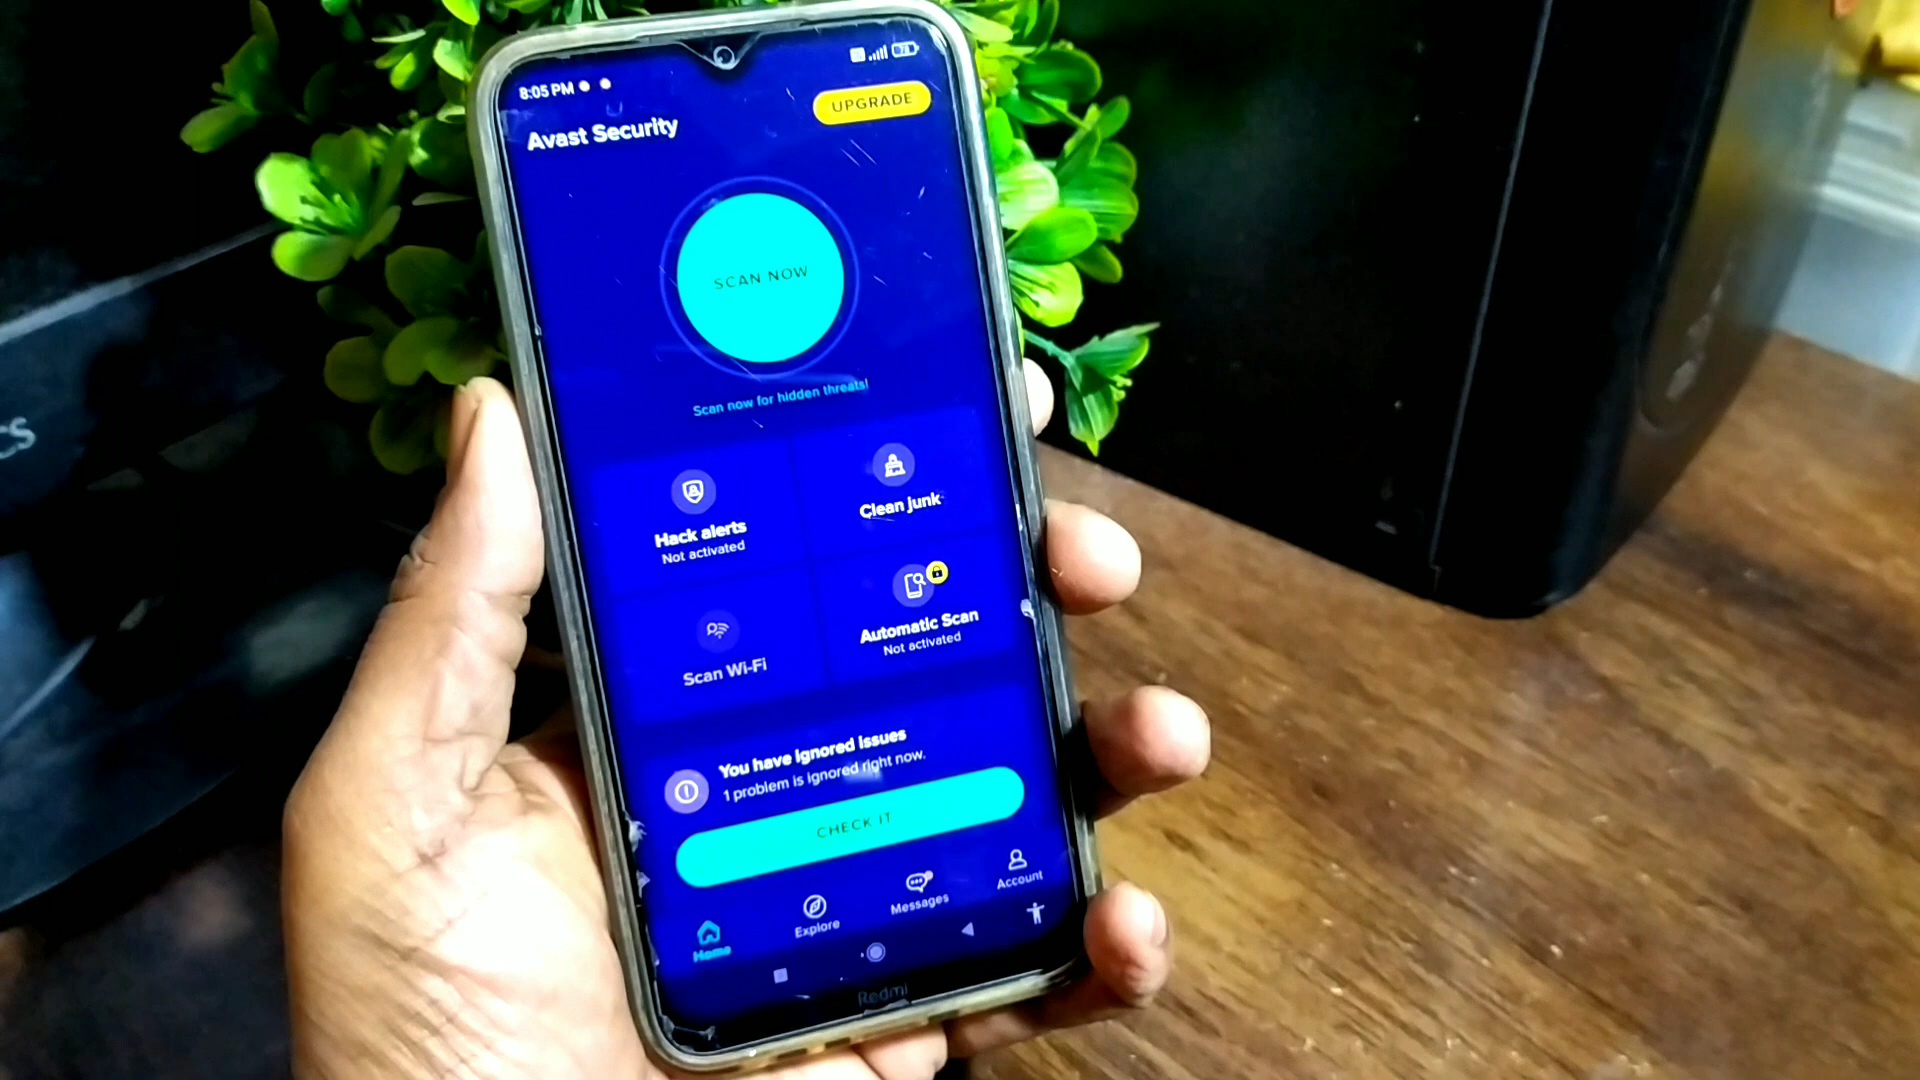 8:05 PM
78
Avast Security
UPGRADE
SCAN NOW
Scan now for hidden threats!
Hack alerts
Not activated
Clean junk
Scan Wi-Fi
Automatic Scan
Not activated
You have ignored issues
1 problem is ignored right now.
CHECK IT
Home
Explore
Messages
Account
Redmi
cs